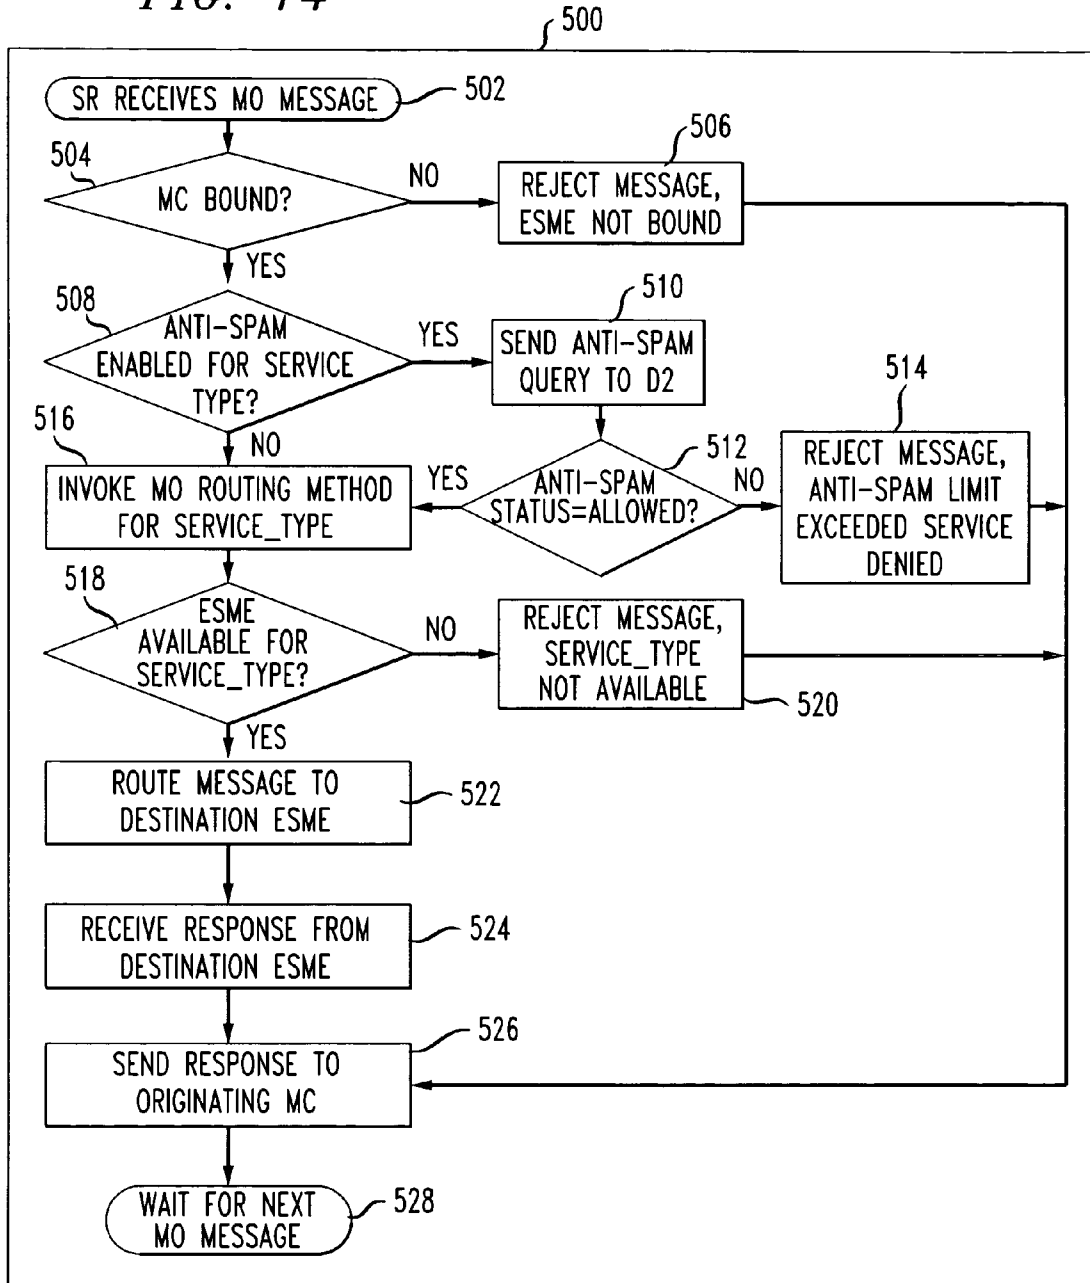 FIG. 14
500
SR RECEIVES MO MESSAGE
502
504
MC BOUND?
NO
506
REJECT MESSAGE,
ESME NOT BOUND
YES
508
ANTI-SPAM
ENABLED FOR SERVICE
TYPE?
YES
510
SEND ANTI-SPAM
QUERY TO D2
NO
512
ANTI-SPAM
STATUS=ALLOWED?
YES
NO
514
REJECT MESSAGE,
ANTI-SPAM LIMIT
EXCEEDED SERVICE
DENIED
516
INVOKE MO ROUTING METHOD
FOR SERVICE_TYPE
518
ESME
AVAILABLE FOR
SERVICE_TYPE?
NO
REJECT MESSAGE,
SERVICE_TYPE
NOT AVAILABLE
520
YES
ROUTE MESSAGE TO
DESTINATION ESME
522
RECEIVE RESPONSE FROM
DESTINATION ESME
524
SEND RESPONSE TO
ORIGINATING MC
526
WAIT FOR NEXT
MO MESSAGE
528